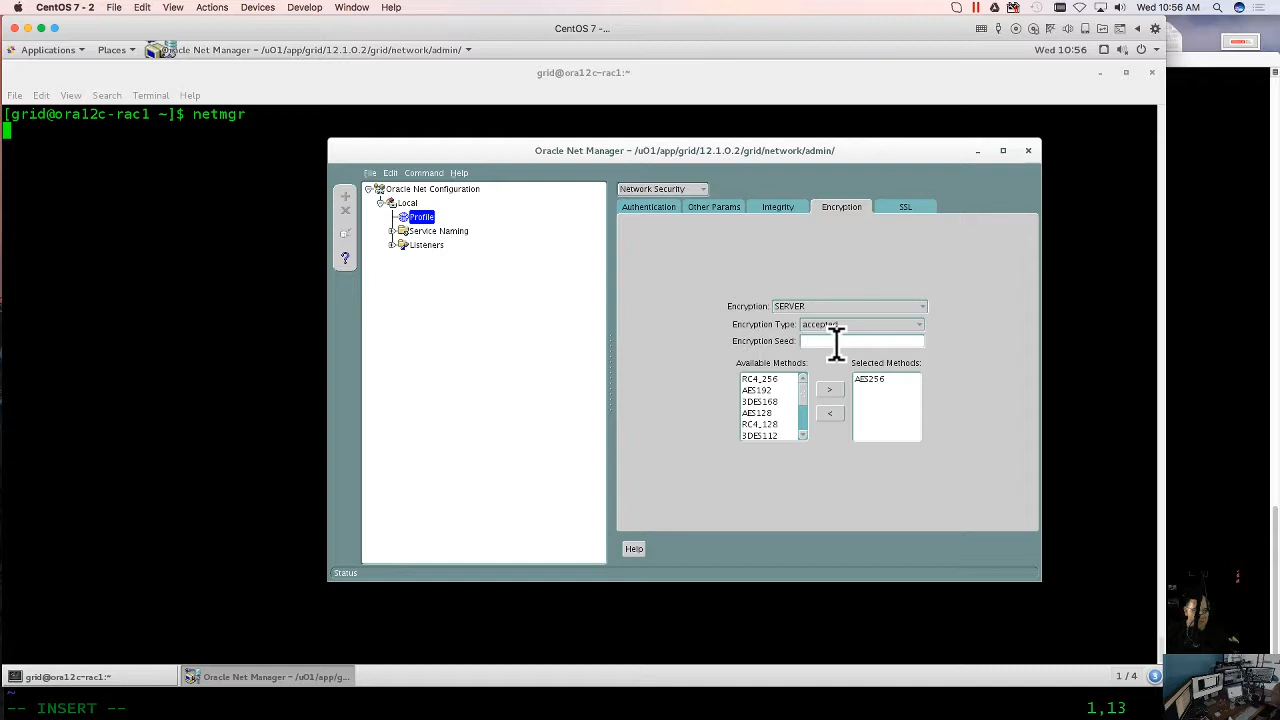 CentOS 7 - 2 File Edit View Actions Devices Develop Window Help Wed 10:56 AM
CentOS 7 -...
Applications Places Oracle Net Manager - /u01/app/grid/12.1.0.2/grid/network/admin/ Wed 10:56
grid@ora12c-rac1:~
File Edit View Search Terminal Help
[grid@ora12c-rac1 ~]$ netmgr
Oracle Net Manager - /u01/app/grid/12.1.0.2/grid/network/admin/
File Edit Command Help
Oracle Net Configuration
Local
Profile
Service Naming
Listeners
Network Security
Authentication Other Params Integrity Encryption SSL
Encryption: SERVER
Encryption Type: accepted
Encryption Seed:
Available Methods: Selected Methods:
RC4_256 AES256
AES192
3DES168
AES128
RC4_128
3DES112
> 
<
Help
Status
grid@ora12c-rac1:~ Oracle Net Manager - /u01/app/g... 1 / 4 3
~
-- INSERT -- 1,13